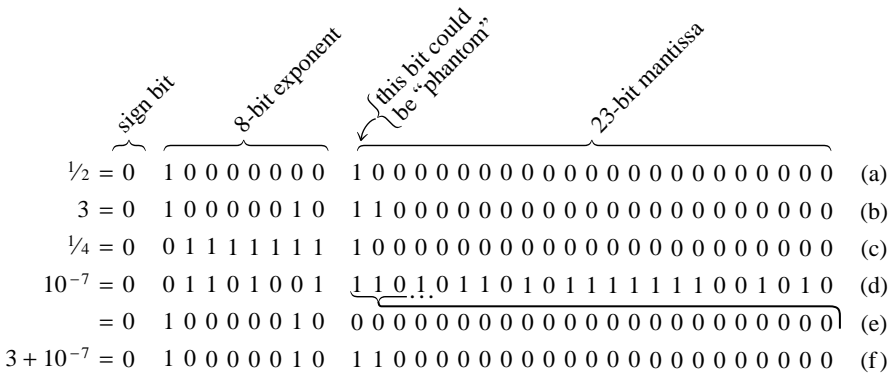 sign bit
8-bit exponent
this bit could
be “phantom”
23-bit mantissa
½ = 0 1 0 0 0 0 0 0 0 1 0 0 0 0 0 0 0 0 0 0 0 0 0 0 0 0 0 0 0 0 0 0 (a)
3 = 0 1 0 0 0 0 0 1 0 1 1 0 0 0 0 0 0 0 0 0 0 0 0 0 0 0 0 0 0 0 0 0 (b)
¼ = 0 0 1 1 1 1 1 1 1 1 0 0 0 0 0 0 0 0 0 0 0 0 0 0 0 0 0 0 0 0 0 0 (c)
10⁻⁷ = 0 0 1 1 0 1 0 0 1 1 1 0 1 0 1 1 0 1 0 1 1 1 1 1 1 1 0 0 1 0 1 0 (d)
...
= 0 1 0 0 0 0 0 1 0 0 0 0 0 0 0 0 0 0 0 0 0 0 0 0 0 0 0 0 0 0 0 0 (e)
3 + 10⁻⁷ = 0 1 0 0 0 0 0 1 0 1 1 0 0 0 0 0 0 0 0 0 0 0 0 0 0 0 0 0 0 0 0 0 (f)